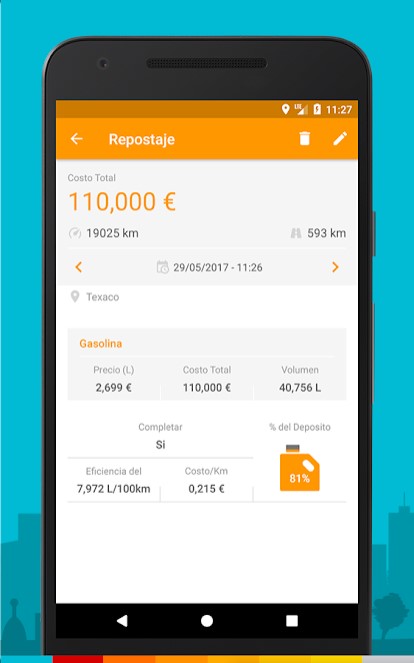 11:27
Repostaje
Costo Total
110,000 €
19025 km 593 km
29/05/2017 - 11:26
Texaco
Gasolina
Precio (L) Costo Total Volumen
2,699 € 110,000 € 40,756 L
Completar % del Deposito
Si
81%
Eficiencia del Costo/Km
7,972 L/100km 0,215 €